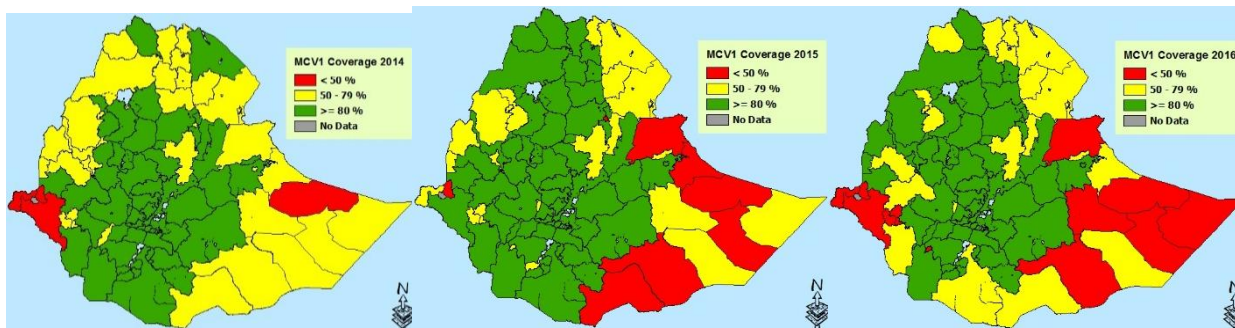 MCV1 Coverage 2014
< 50 %
50 - 79 %
>= 80 %
No Data
N
MCV1 Coverage 2015
< 50 %
50 - 79 %
>= 80 %
No Data
N
MCV1 Coverage 2016
< 50 %
50 - 79 %
>= 80 %
No Data
N